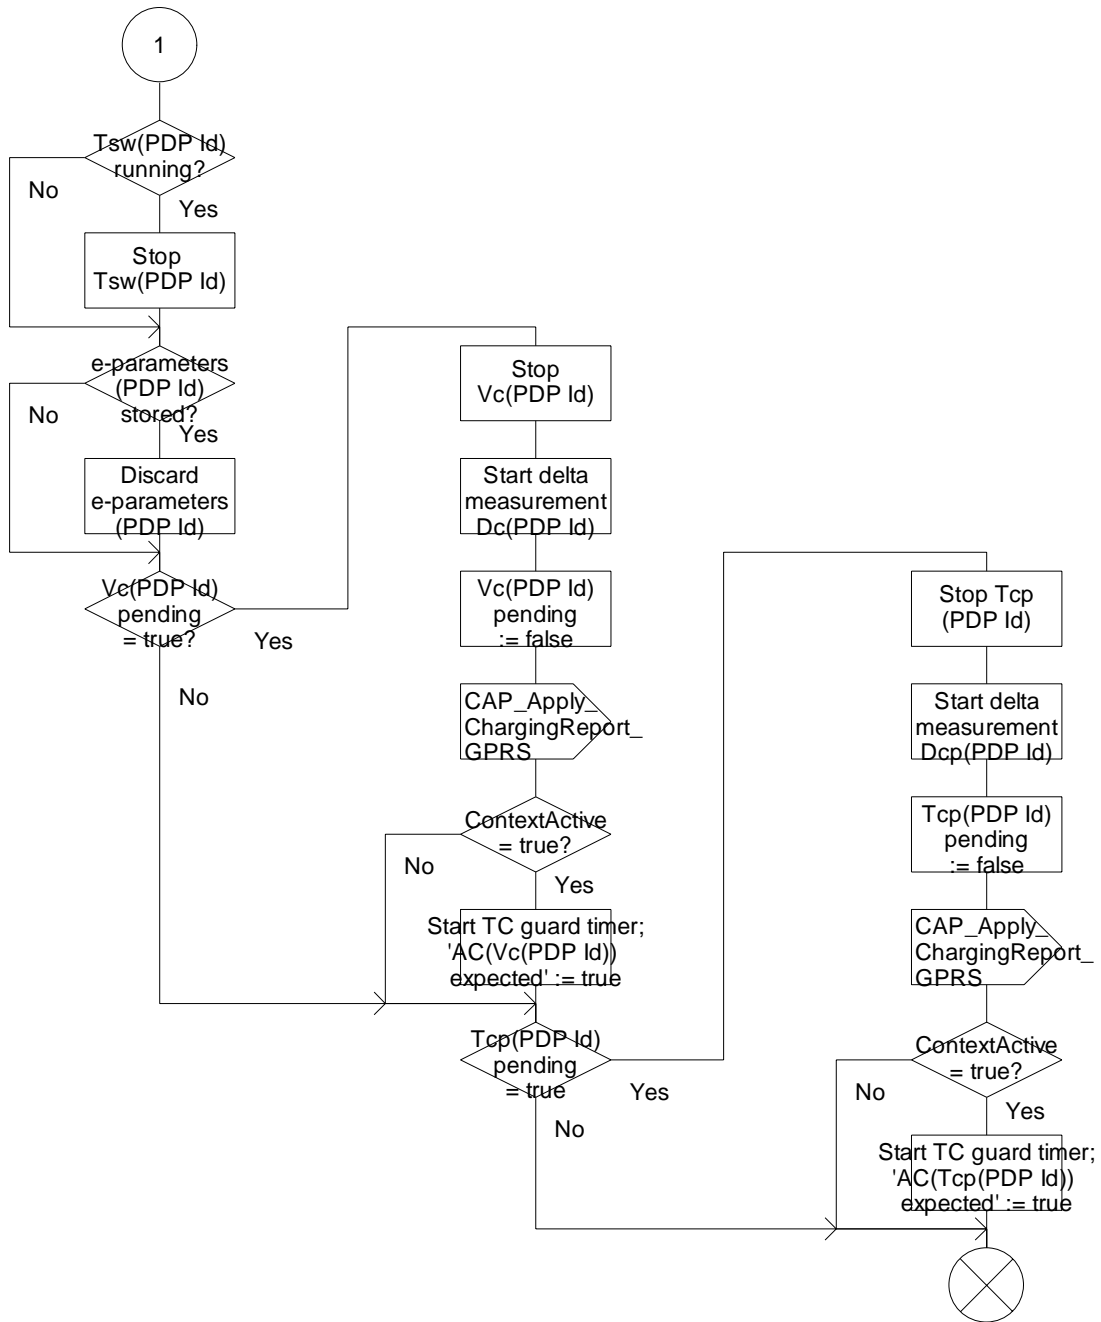 1
Tsw(PDP Id)
running?
No
Yes
Stop
Tsw(PDP Id)
e-parameters
(PDP Id)
stored?
No
Yes
Discard
e-parameters
(PDP Id)
Vc(PDP Id)
pending
= true?
Yes
No
Stop
Vc(PDP Id)
Start delta
measurement
Dc(PDP Id)
Vc(PDP Id)
pending
:= false
CAP_Apply_
ChargingReport_
GPRS
ContextActive
= true?
No
Yes
Start TC guard timer;
'AC(Vc(PDP Id))
expected' := true
Tcp(PDP Id)
pending
= true
Yes
No
Stop Tcp
(PDP Id)
Start delta
measurement
Dcp(PDP Id)
Tcp(PDP Id)
pending
:= false
CAP_Apply_
ChargingReport_
GPRS
ContextActive
= true?
No
Yes
Start TC guard timer;
'AC(Tcp(PDP Id))
expected' := true